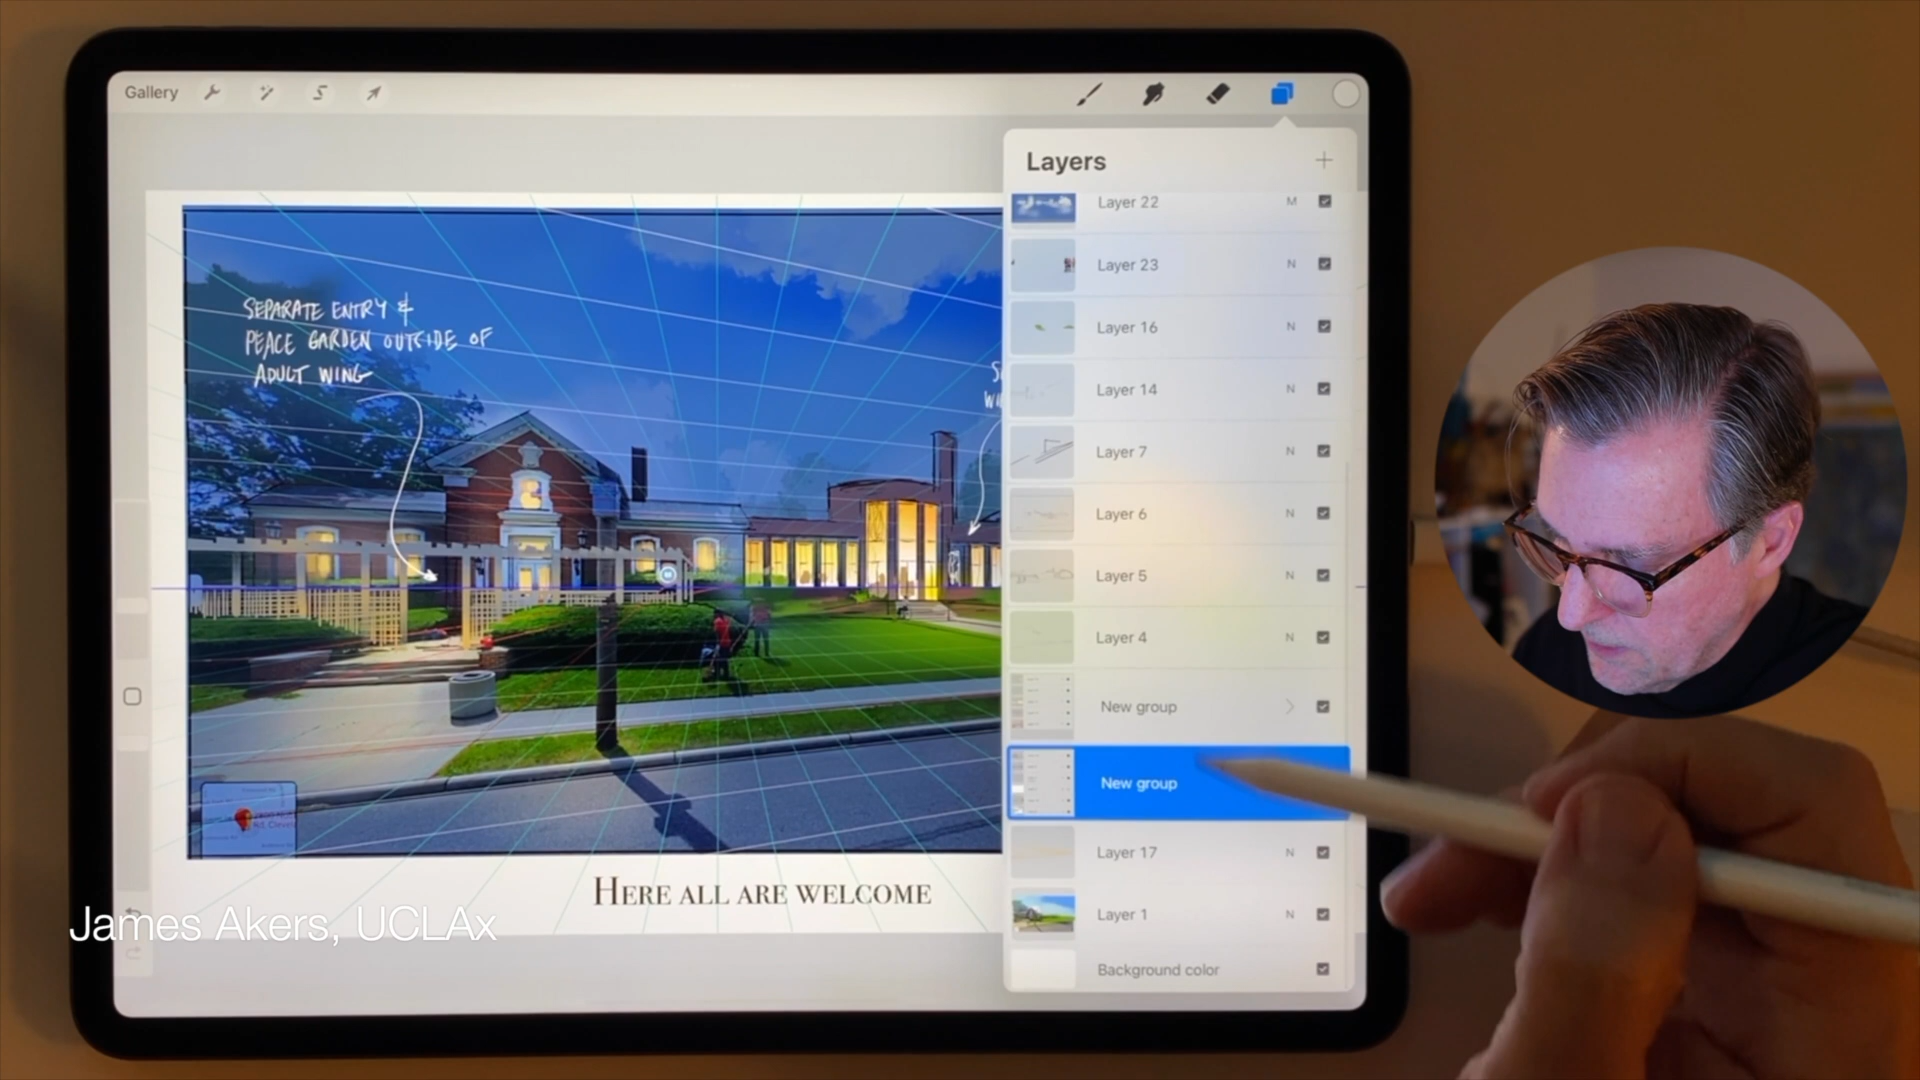 Gallery
Layers
Layer 22 M
Layer 23 N
Layer 16 N
Layer 14 N
Layer 7 N
Layer 6 N
Layer 5 N
Layer 4 N
New group
New group
Layer 17 N
Layer 1 N
Background color
SEPARATE ENTRY &
PEACE GARDEN OUTSIDE OF
ADULT WING
HERE ALL ARE WELCOME
James Akers, UCLAx